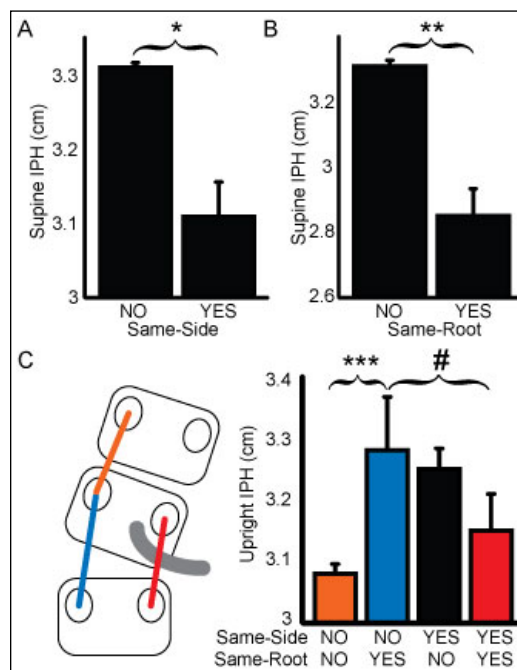 A
*
3.3
3.2
3.1
3
Supine IPH (cm)
NO YES
Same-Side
B
**
3.2
3
2.8
2.6
Supine IPH (cm)
NO YES
Same-Root
C
***
#
3.4
3.3
3.2
3.1
3
Upright IPH (cm)
Same-Side NO NO YES YES
Same-Root NO YES NO YES